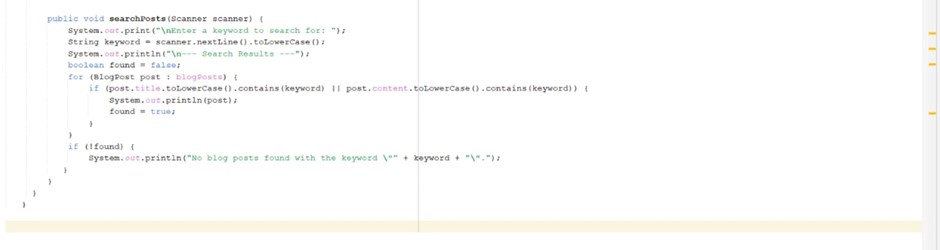 public void searchPosts(Scanner scanner) {
System.out.print("\nEnter a keyword to search for: ");
String keyword = scanner.nextLine().toLowerCase();
System.out.println("\n--- Search Results ---");
boolean found = false;
for (BlogPost post : blogPosts) {
if (post.title.toLowerCase().contains(keyword) || post.content.toLowerCase().contains(keyword)) {
System.out.println(post);
found = true;
}
}
if (!found) {
System.out.println("No blog posts found with the keyword \"" + keyword + "\".");
}
}
}
}